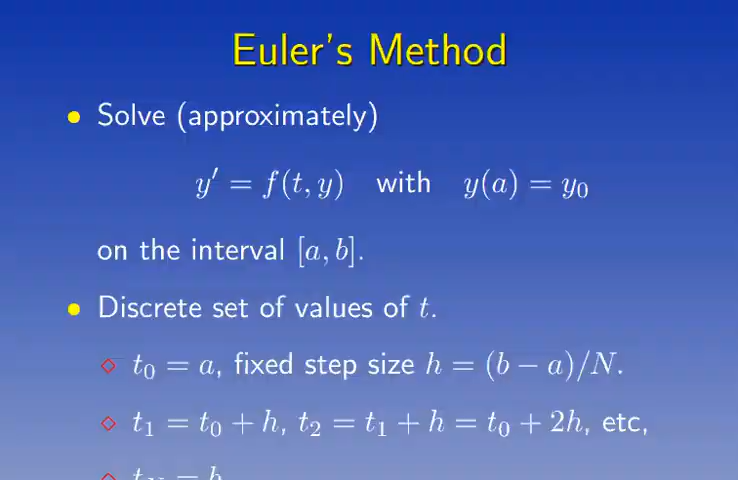 Euler's Method
• Solve (approximately)
y′ = f(t, y) with y(a) = y₀
on the interval [a, b].
• Discrete set of values of t.
⋄ t₀ = a, fixed step size h = (b − a)/N.
⋄ t₁ = t₀ + h, t₂ = t₁ + h = t₀ + 2h, etc,